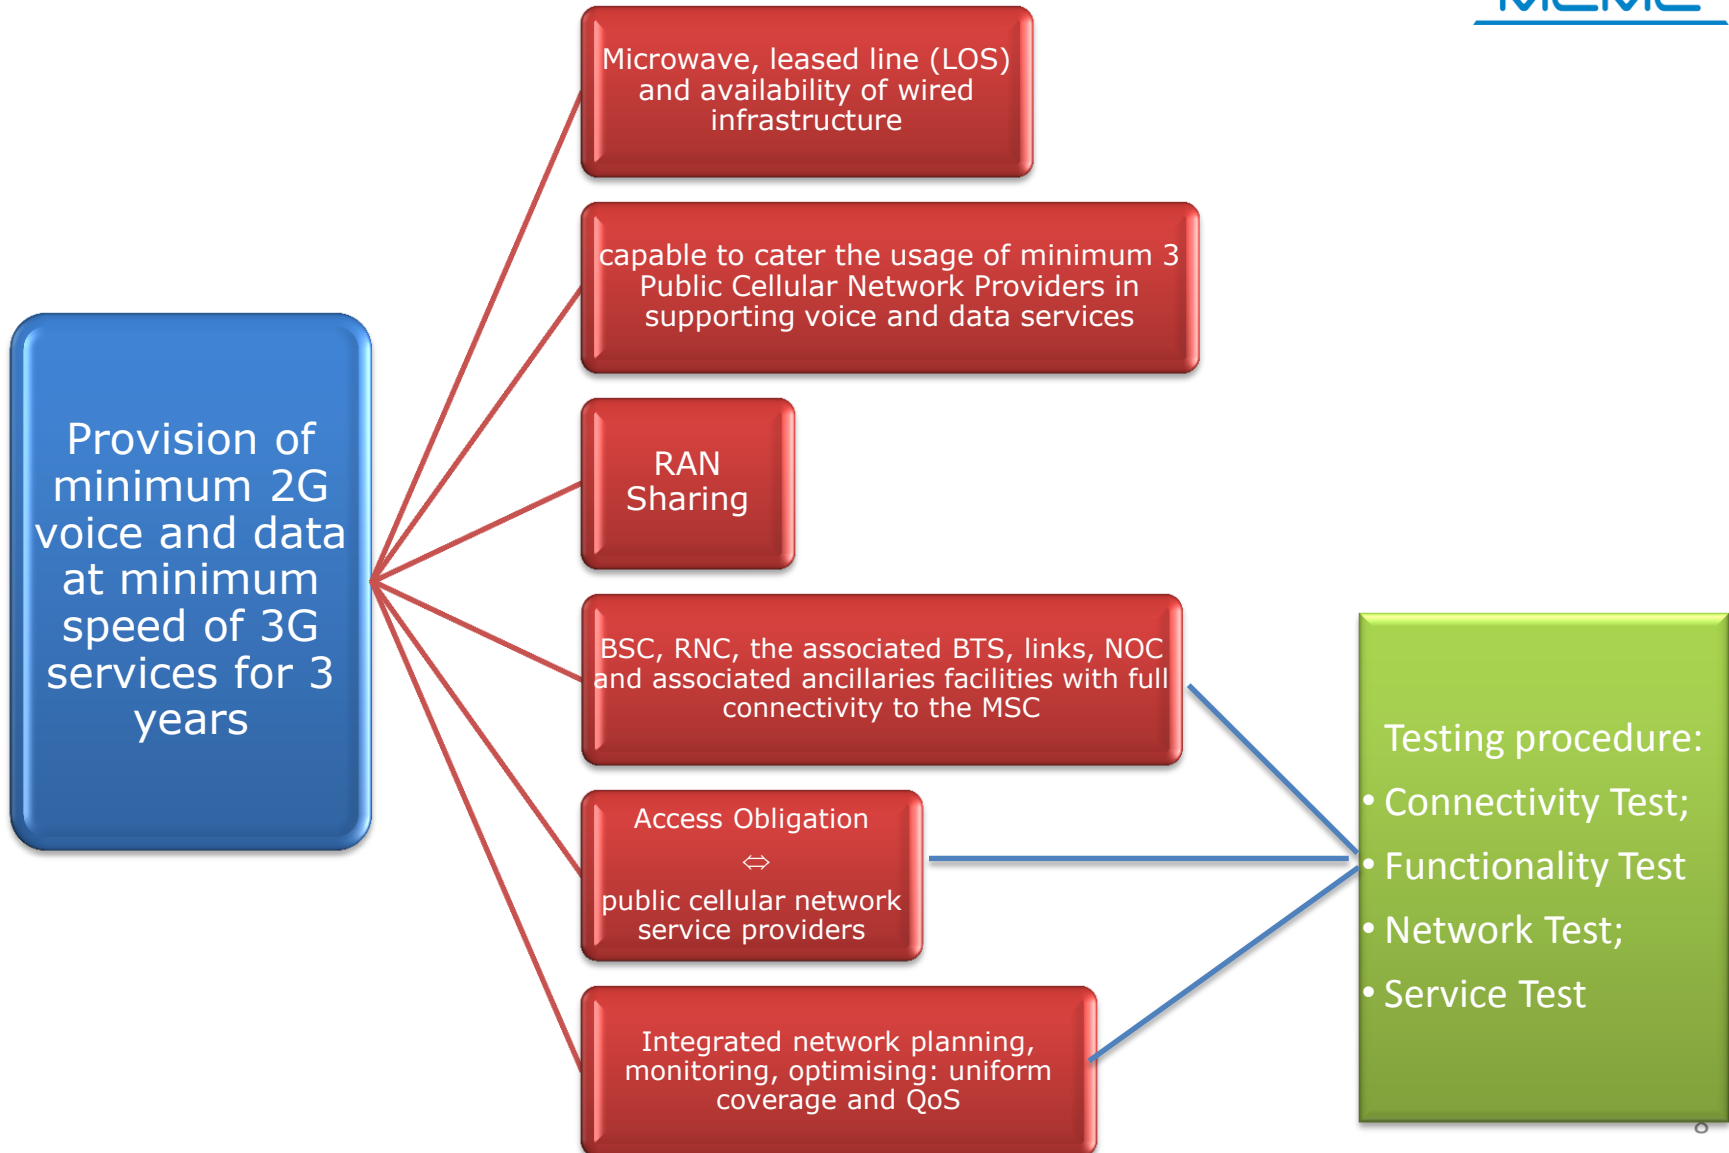 MCMC
Microwave, leased line (LOS)
and availability of wired
infrastructure
capable to cater the usage of minimum 3
Public Cellular Network Providers in
supporting voice and data services
Provision of
minimum 2G
voice and data
at minimum
speed of 3G
services for 3
years
RAN
Sharing
BSC, RNC, the associated BTS, links, NOC
and associated ancillaries facilities with full
connectivity to the MSC
Access Obligation
⇔
public cellular network
service providers
Integrated network planning,
monitoring, optimising: uniform
coverage and QoS
Testing procedure:
• Connectivity Test;
• Functionality Test
• Network Test;
• Service Test